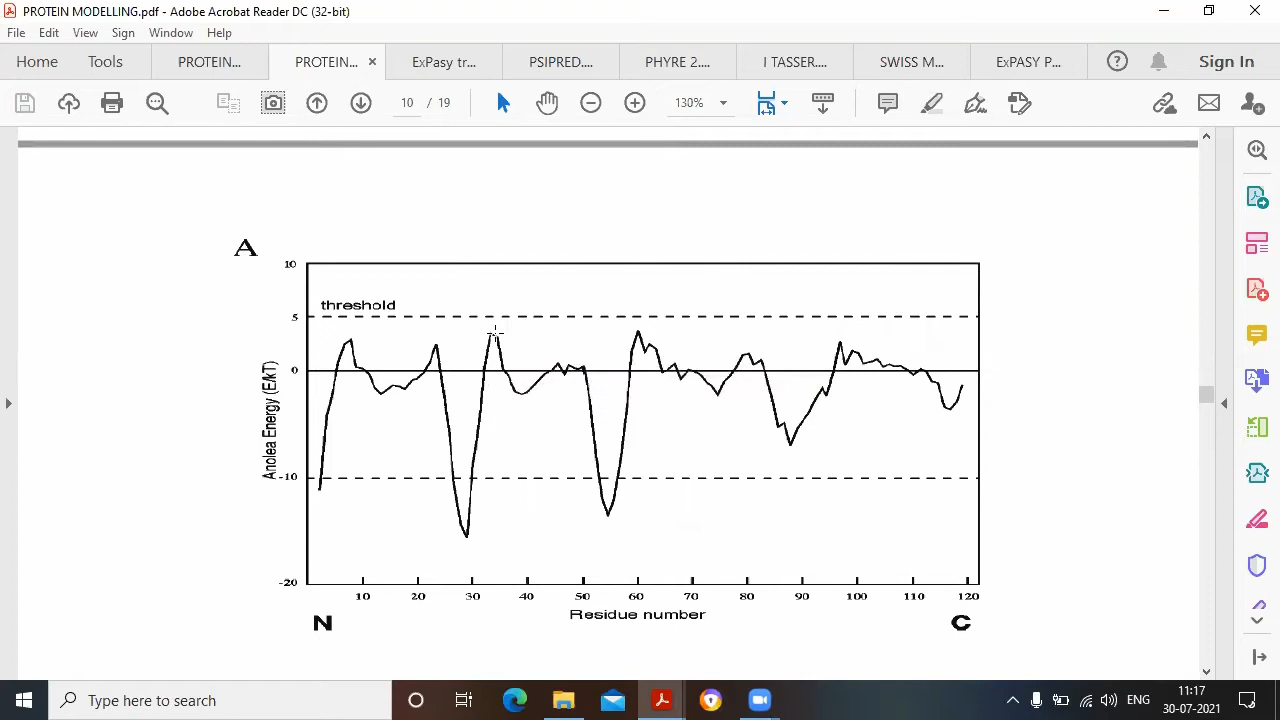 PROTEIN MODELLING.pdf - Adobe Acrobat Reader DC (32-bit)
File Edit View Sign Window Help
Home Tools PROTEIN... PROTEIN... × ExPasy tr... PSIPRED.... PHYRE 2.... I TASSER.... SWISS M... ExPASY P... Sign In
10 / 19 130%
A
10
threshold
5
0
-10
-20
Anolea Energy (E/kT)
10 20 30 40 50 60 70 80 90 100 110 120
Residue number
N C
Type here to search
ENG
11:17
30-07-2021